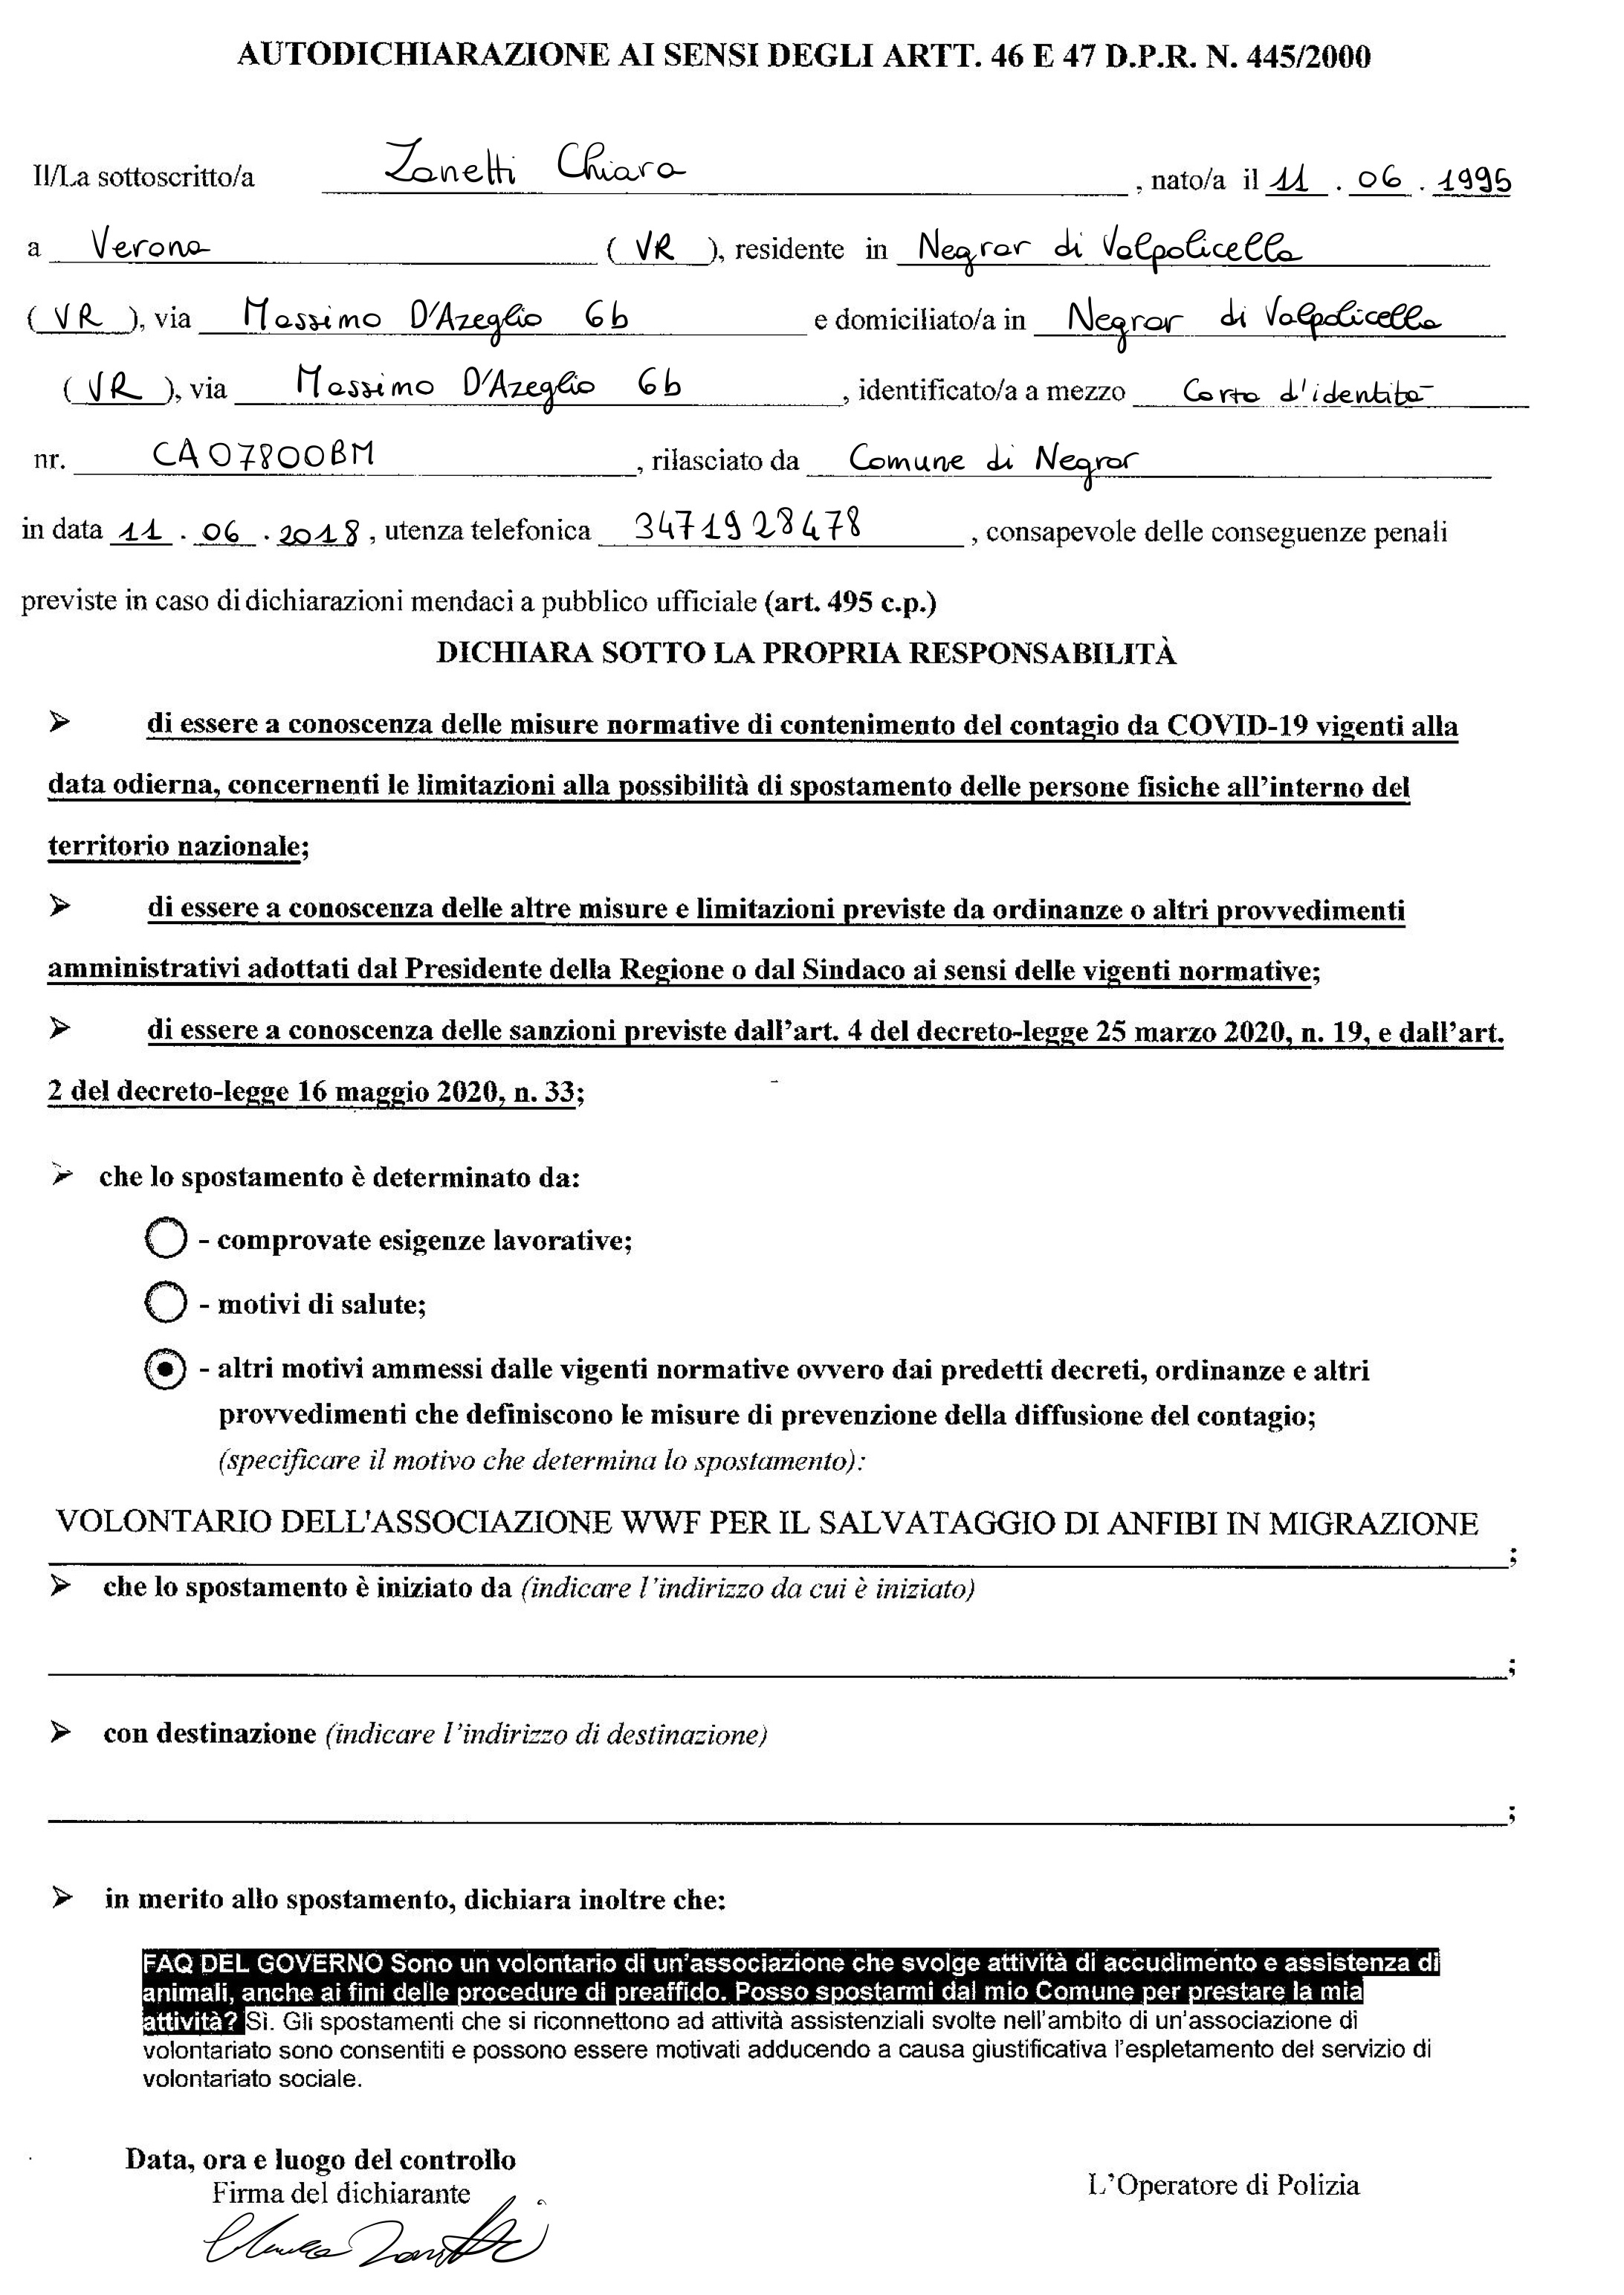 AUTODICHIARAZIONE AI SENSI DEGLI ARTT. 46 E 47 D.P.R. N. 445/2000
Il/La sottoscritto/a Zanetti Chiara , nato/a il 11 . 06 . 1995
a Verona ( VR ), residente in Negrar di Valpolicella
( VR ), via Massimo D'Azeglio 6b e domiciliato/a in Negrar di Valpolicella
( VR ), via Massimo D'Azeglio 6b , identificato/a a mezzo Carta d'identità
nr. CA07800BM , rilasciato da Comune di Negrar
in data 11 . 06 . 2018 , utenza telefonica 3471928478 , consapevole delle conseguenze penali
previste in caso di dichiarazioni mendaci a pubblico ufficiale (art. 495 c.p.)
DICHIARA SOTTO LA PROPRIA RESPONSABILITÀ
➢ di essere a conoscenza delle misure normative di contenimento del contagio da COVID-19 vigenti alla
data odierna, concernenti le limitazioni alla possibilità di spostamento delle persone fisiche all'interno del
territorio nazionale;
➢ di essere a conoscenza delle altre misure e limitazioni previste da ordinanze o altri provvedimenti
amministrativi adottati dal Presidente della Regione o dal Sindaco ai sensi delle vigenti normative;
➢ di essere a conoscenza delle sanzioni previste dall'art. 4 del decreto-legge 25 marzo 2020, n. 19, e dall'art.
2 del decreto-legge 16 maggio 2020, n. 33;
➢ che lo spostamento è determinato da:
- comprovate esigenze lavorative;
- motivi di salute;
- altri motivi ammessi dalle vigenti normative ovvero dai predetti decreti, ordinanze e altri
provvedimenti che definiscono le misure di prevenzione della diffusione del contagio;
(specificare il motivo che determina lo spostamento):
VOLONTARIO DELL'ASSOCIAZIONE WWF PER IL SALVATAGGIO DI ANFIBI IN MIGRAZIONE
;
➢ che lo spostamento è iniziato da (indicare l'indirizzo da cui è iniziato)
;
➢ con destinazione (indicare l'indirizzo di destinazione)
;
➢ in merito allo spostamento, dichiara inoltre che:
FAQ DEL GOVERNO Sono un volontario di un'associazione che svolge attività di accudimento e assistenza di
animali, anche ai fini delle procedure di preaffido. Posso spostarmi dal mio Comune per prestare la mia
attività? Sì. Gli spostamenti che si riconnettono ad attività assistenziali svolte nell'ambito di un'associazione di
volontariato sono consentiti e possono essere motivati adducendo a causa giustificativa l'espletamento del servizio di
volontariato sociale.
Data, ora e luogo del controllo
Firma del dichiarante
L'Operatore di Polizia
Chiara Zanetti